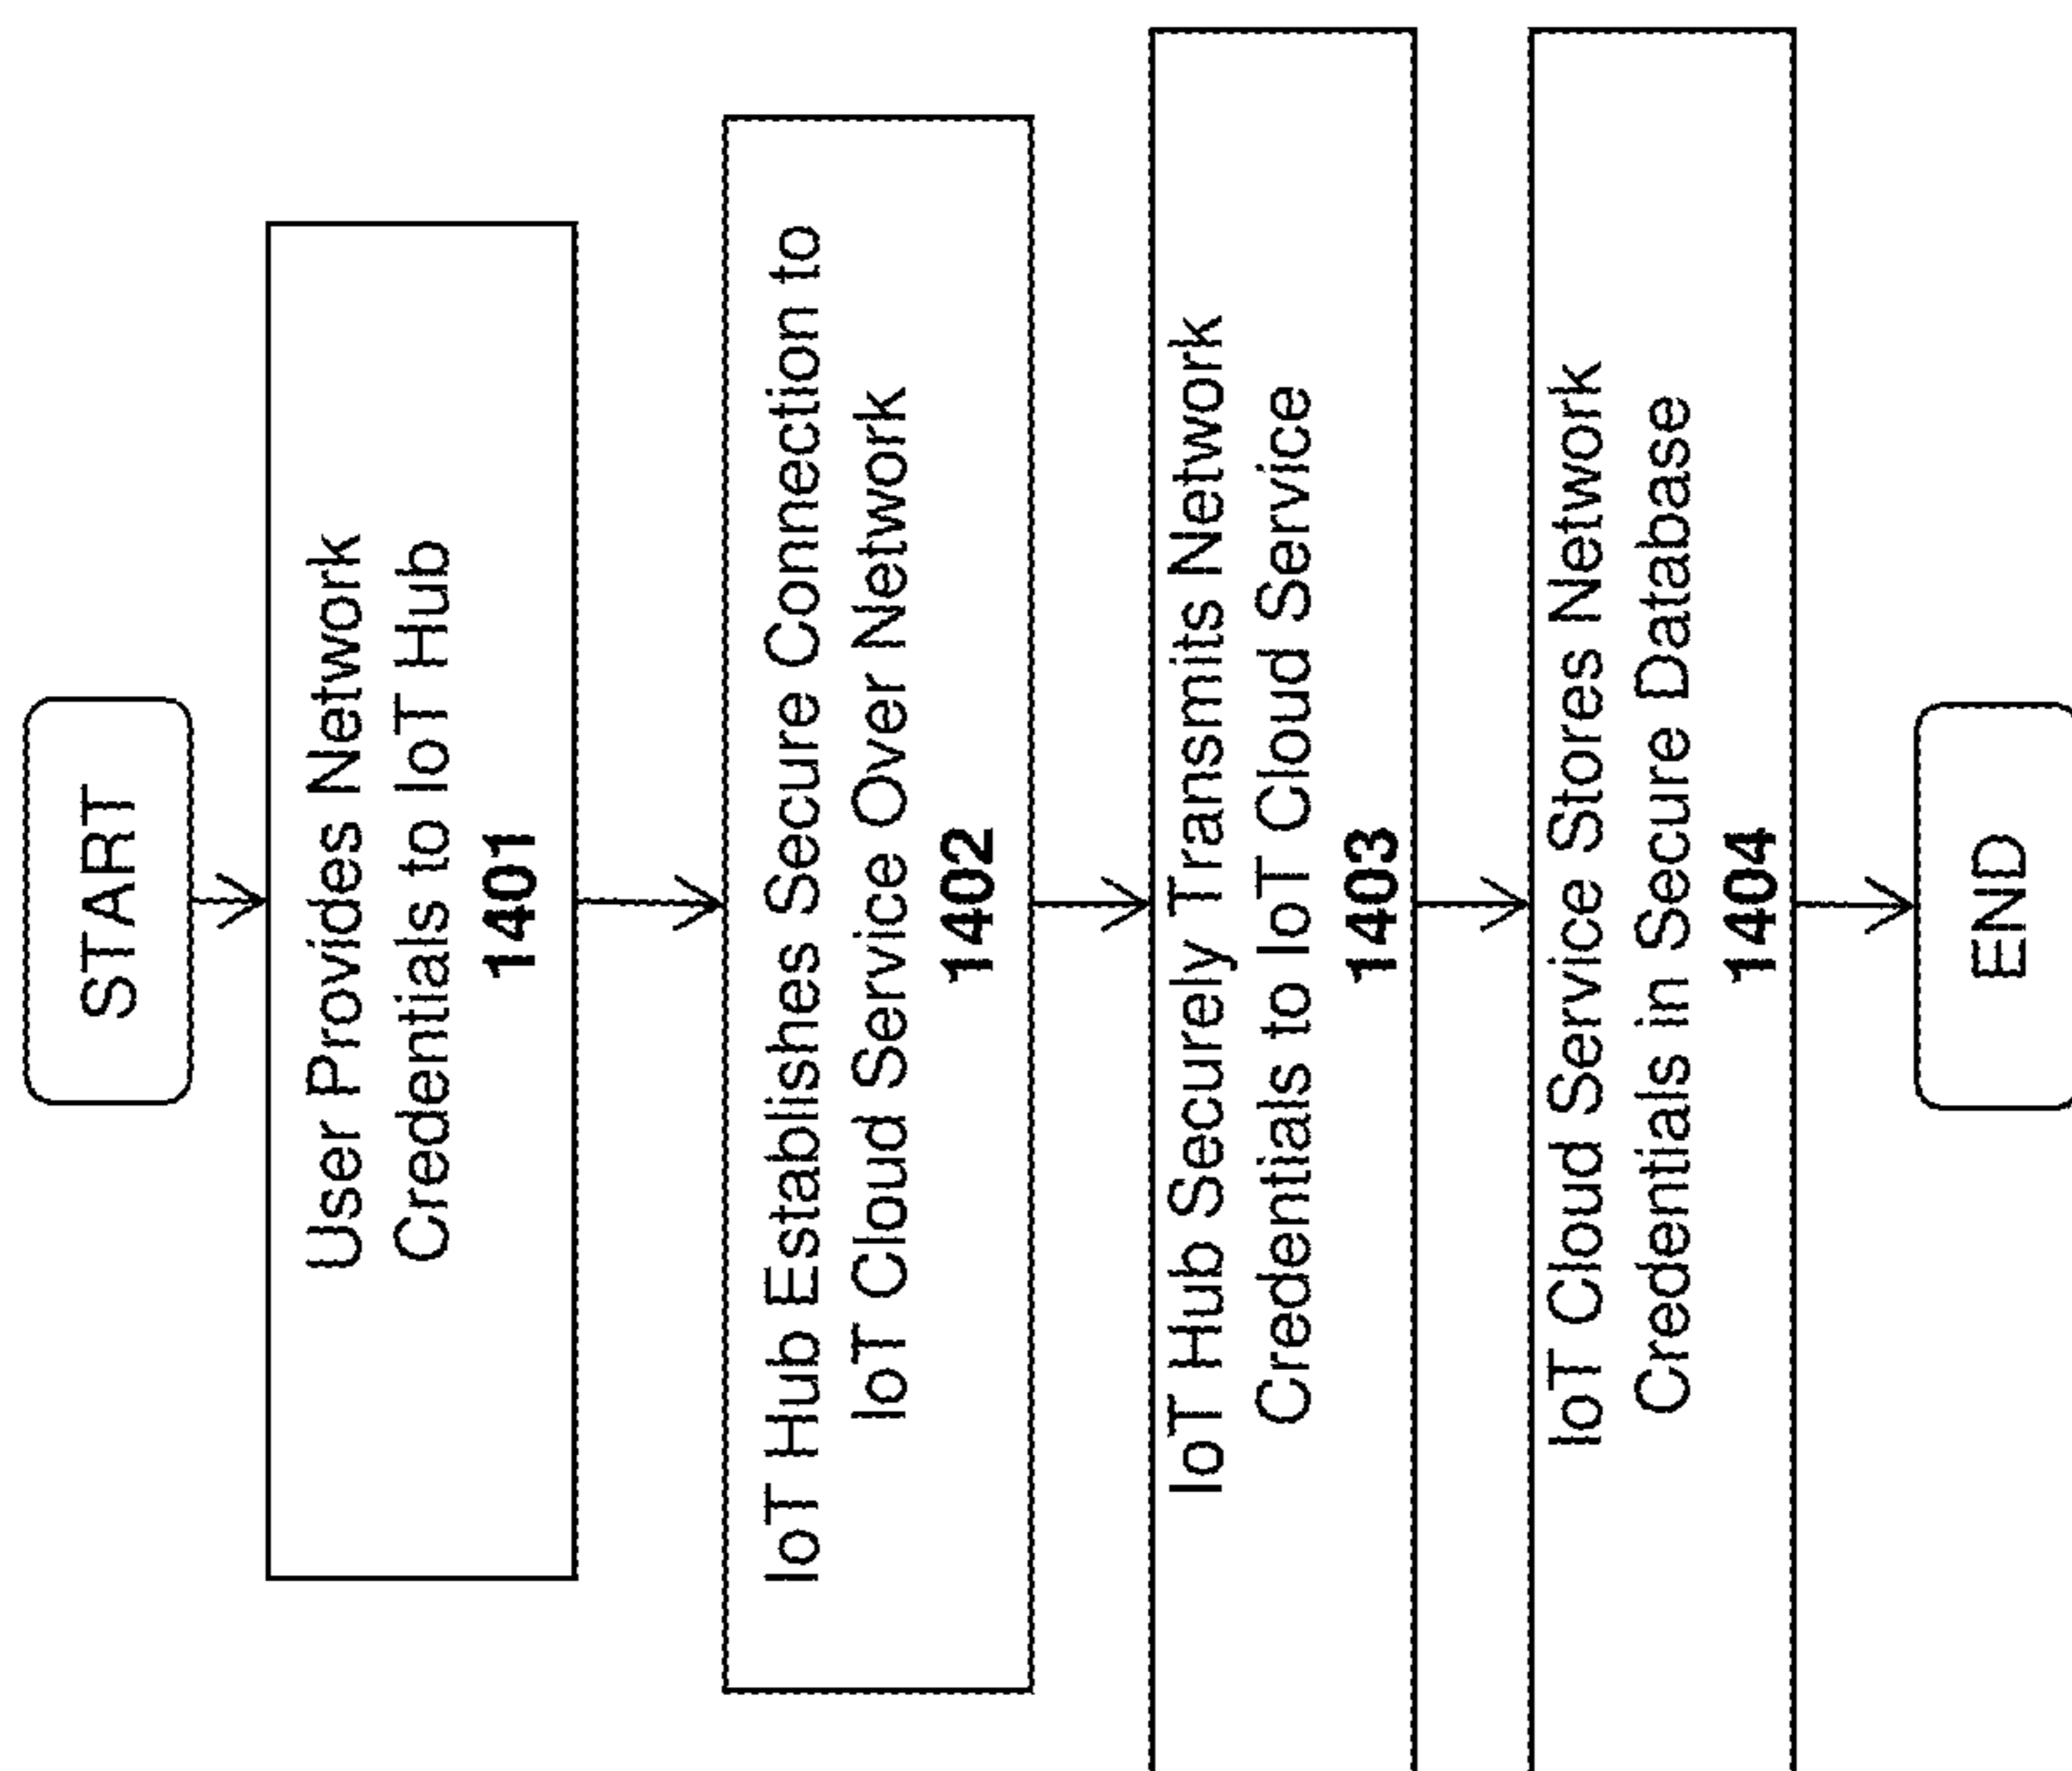 START
User Provides Network
Credentials to IoT Hub
1401
IoT Hub Establishes Secure Connection to
IoT Cloud Service Over Network
1402
IoT Hub Securely Transmits Network
Credentials to IoT Cloud Service
1403
IoT Cloud Service Stores Network
Credentials in Secure Database
1404
END